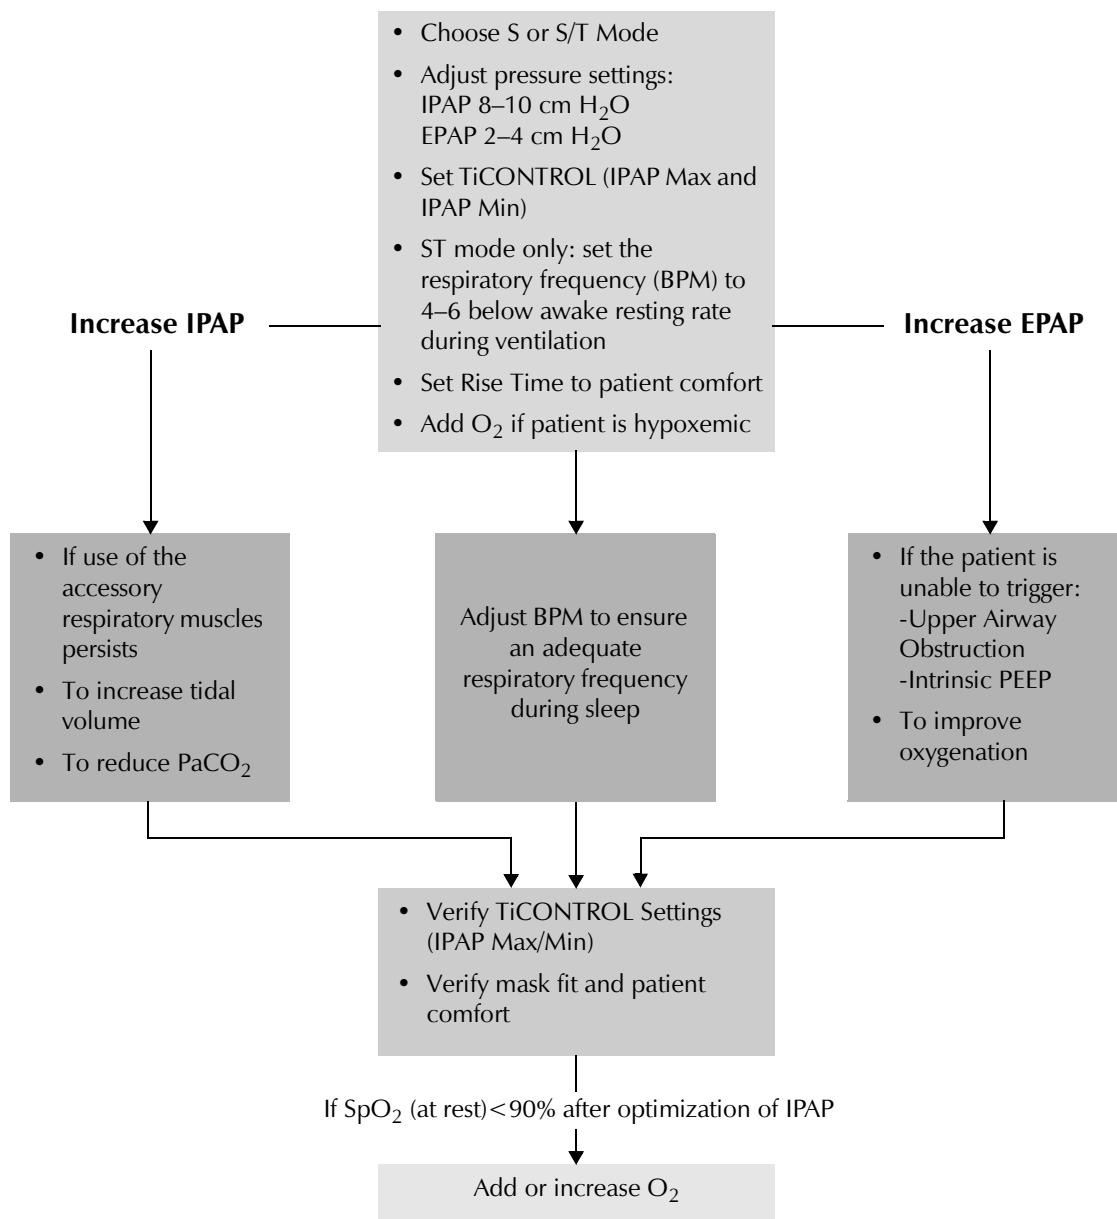 • Choose S or S/T Mode
• Adjust pressure settings:
IPAP 8–10 cm H₂O
EPAP 2–4 cm H₂O
• Set TiCONTROL (IPAP Max and
IPAP Min)
• ST mode only: set the
respiratory frequency (BPM) to
4–6 below awake resting rate
during ventilation
• Set Rise Time to patient comfort
• Add O₂ if patient is hypoxemic
Increase IPAP
Increase EPAP
• If use of the
accessory
respiratory muscles
persists
• To increase tidal
volume
• To reduce PaCO₂
Adjust BPM to ensure
an adequate
respiratory frequency
during sleep
• If the patient is
unable to trigger:
-Upper Airway
Obstruction
-Intrinsic PEEP
• To improve
oxygenation
• Verify TiCONTROL Settings
(IPAP Max/Min)
• Verify mask fit and patient
comfort
If SpO₂ (at rest)<90% after optimization of IPAP
Add or increase O₂